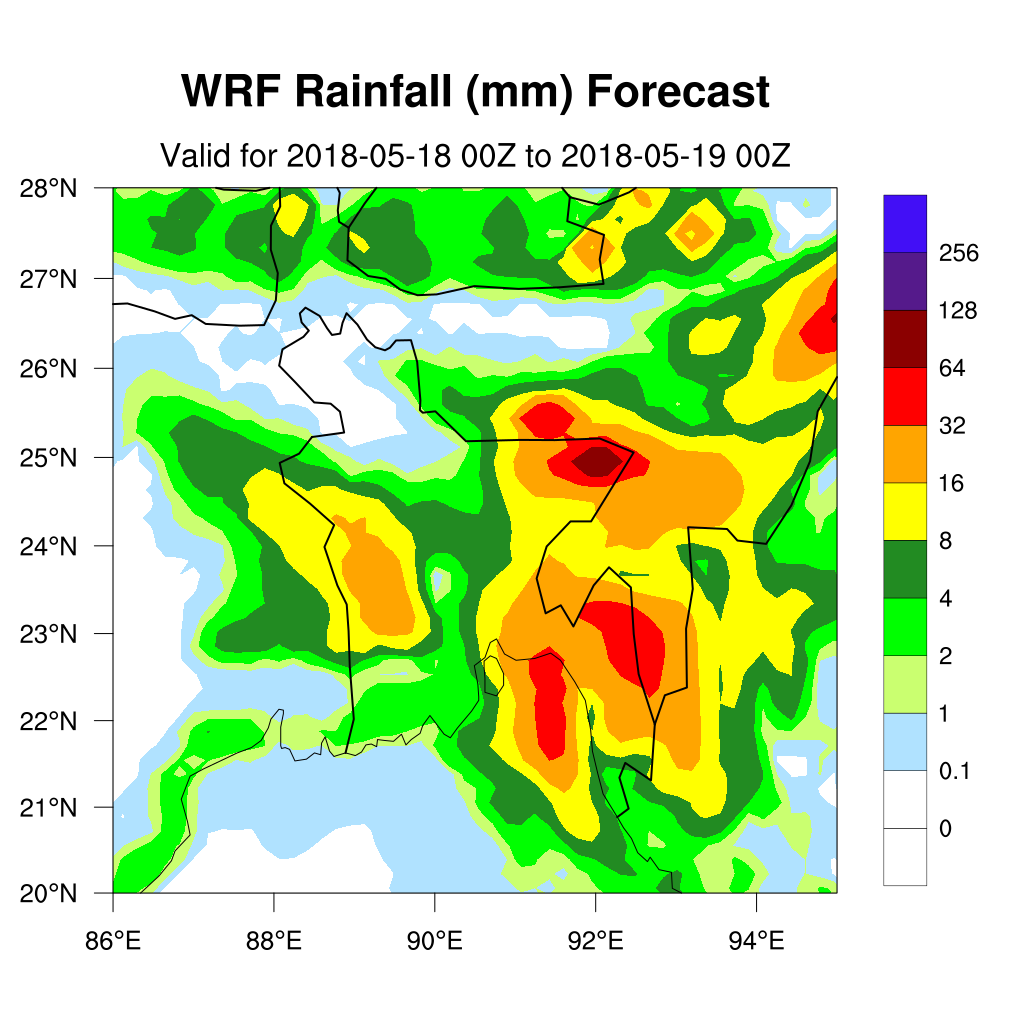 WRF Rainfall (mm) Forecast
Valid for 2018-05-18 00Z to 2018-05-19 00Z
28°N
27°N
26°N
25°N
24°N
23°N
22°N
21°N
20°N
86°E 88°E 90°E 92°E 94°E
256
128
64
32
16
8
4
2
1
0.1
0